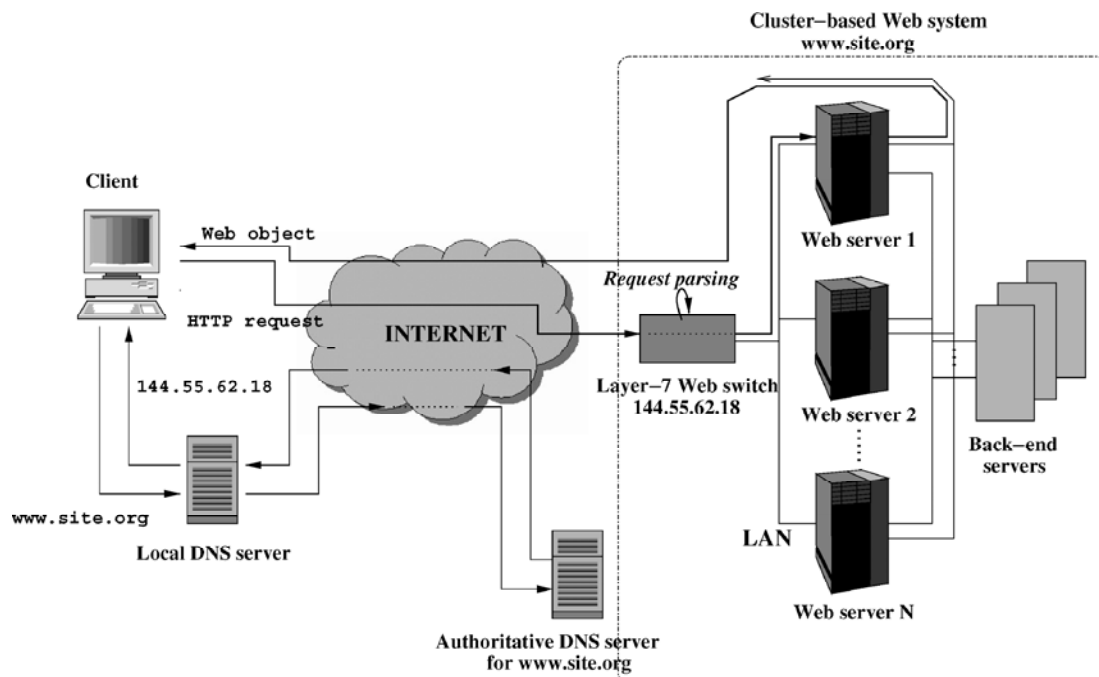 Cluster–based Web system
www.site.org
Client
Web object
Web server 1
Request parsing
HTTP request
INTERNET
144.55.62.18
Layer–7 Web switch
144.55.62.18
Web server 2
Back–end
servers
www.site.org
LAN
Local DNS server
Web server N
Authoritative DNS server
for www.site.org